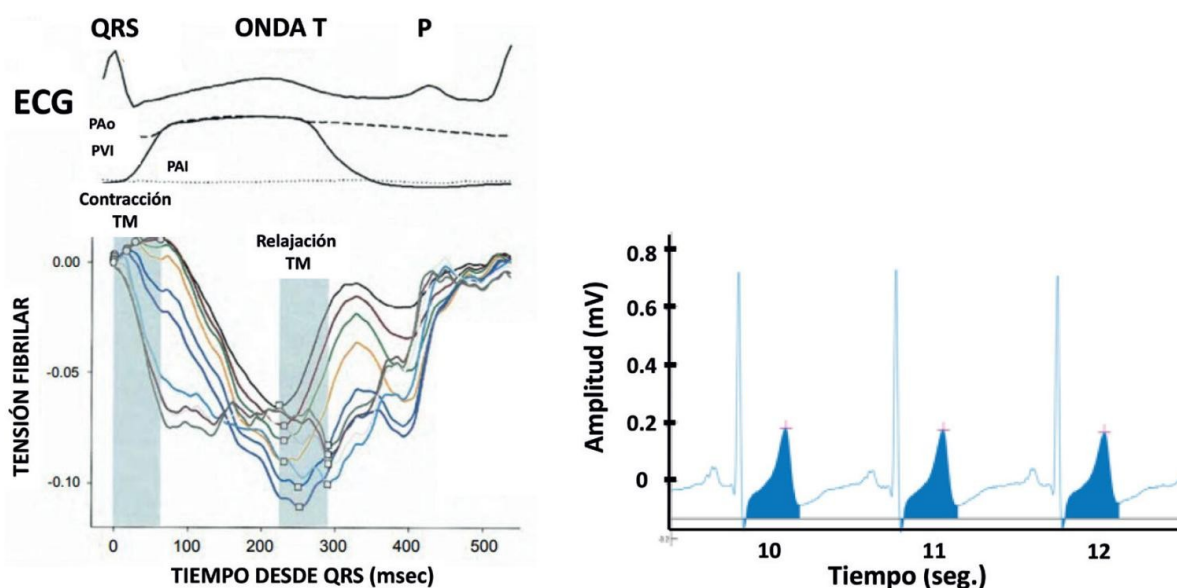 QRS ONDA T P
ECG
PAo
PVI
PAI
Contracción
TM
Relajación
TM
0.00
-0.05
-0.10
TENSIÓN FIBRILAR
0 100 200 300 400 500
TIEMPO DESDE QRS (msec)
0.8
0.6
0.4
0.2
0
Amplitud (mV)
10 11 12
Tiempo (seg.)